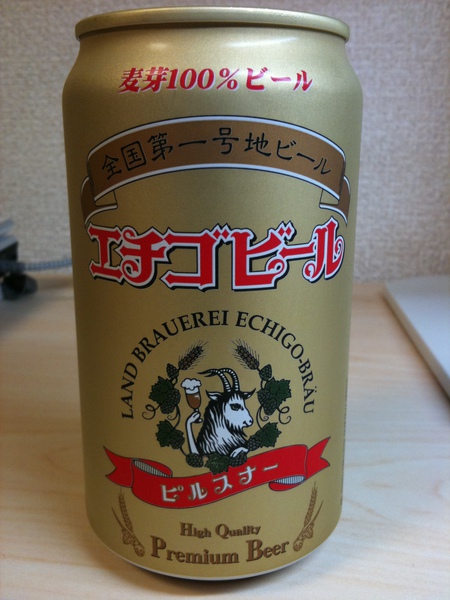 麦芽100%ビール
全国第一号地ビール
エチゴビール
LAND BRAUEREI ECHIGO-BRÄU
ピルスナー
High Quality
Premium Beer